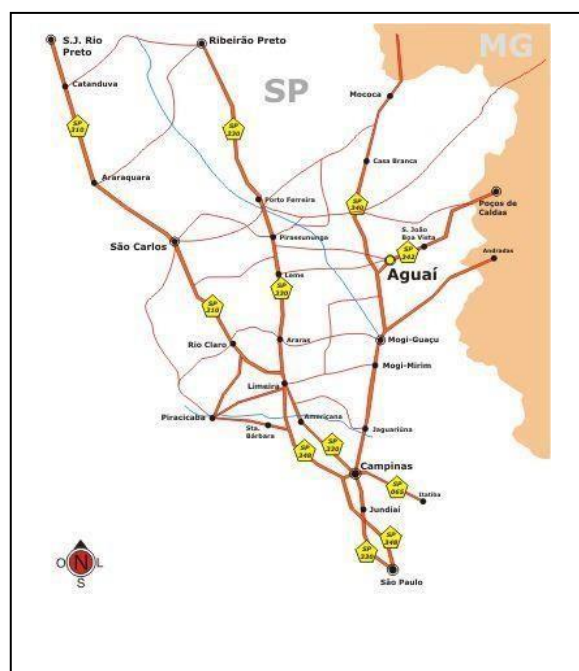 S.J. Rio
Preto
Ribeirão Preto
MG
SP
Catanduva
Mococa
SP
310
SP
330
Casa Branca
Araraquara
Porto Ferreira
SP
340
Poços de
Caldas
São Carlos
Pirassununga
S. João
Boa Vista
SP
342
Andradas
Aguaí
Leme
SP
330
SP
310
Rio Claro
Araras
Mogi-Guaçu
Mogi-Mirim
Limeira
Piracicaba
Americana
Sta.
Bárbara
Jaguariúna
SP
330
SP
348
Campinas
SP
065
Itatiba
Jundiaí
SP
348
SP
330
São Paulo
N
O
L
S